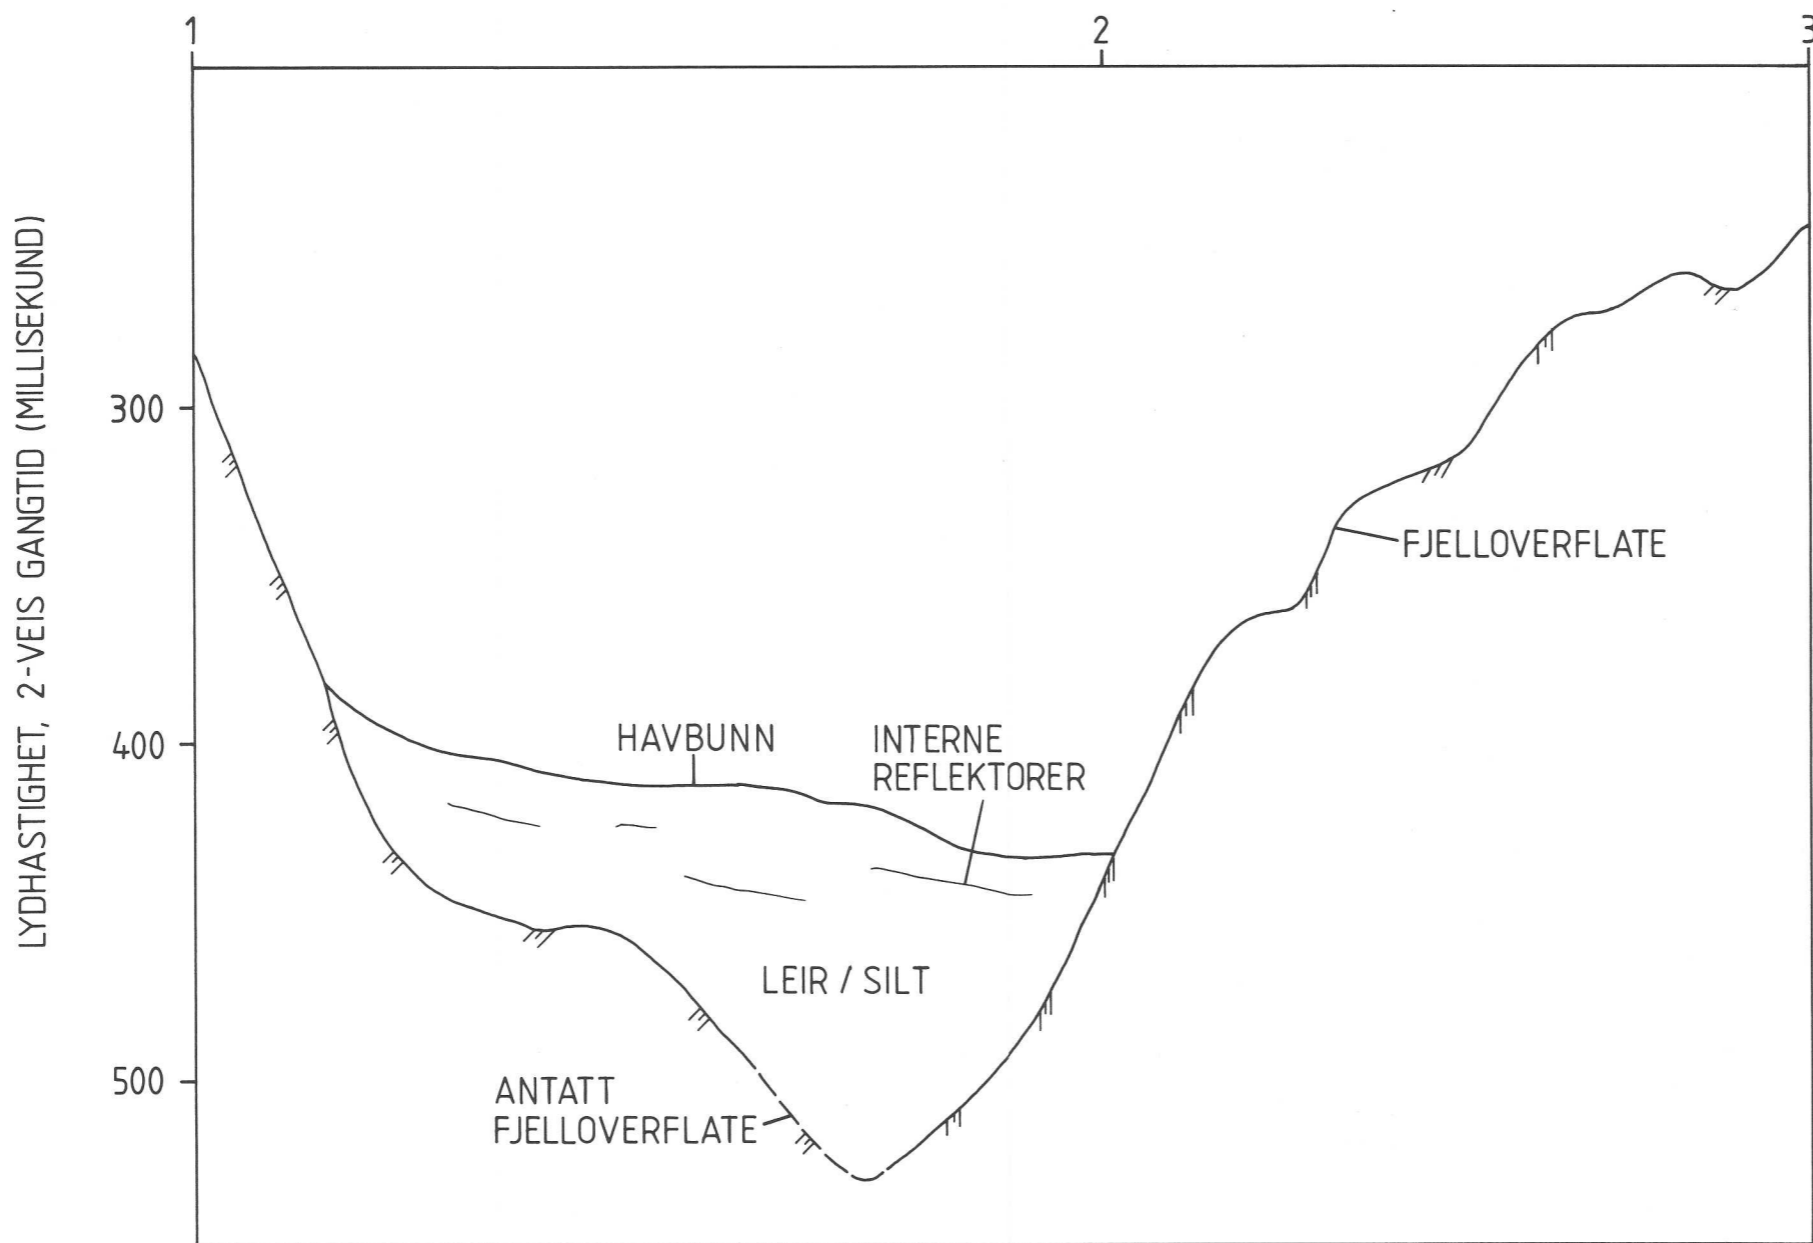 1 2 3
LYDHASTIGHET, 2-VEIS GANGTID (MILLISEKUND)
300
FJELLOVERFLATE
400
HAVBUNN
INTERNE
REFLEKTORER
LEIR / SILT
500
ANTATT
FJELLOVERFLATE